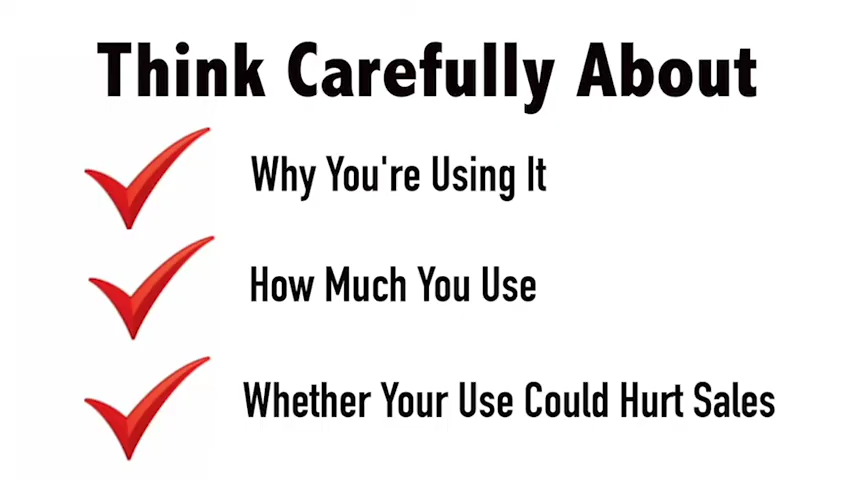 Think Carefully About
Why You're Using It
How Much You Use
Whether Your Use Could Hurt Sales